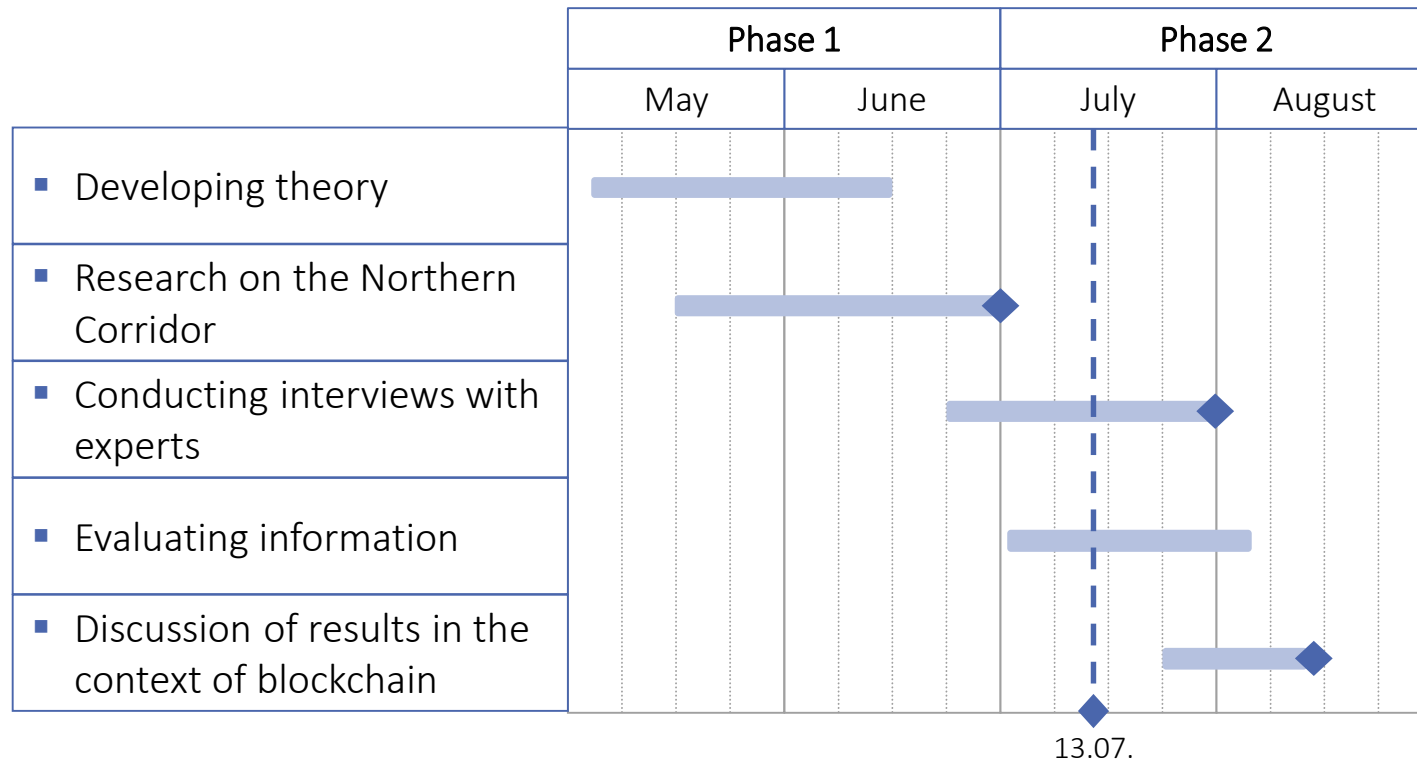 Phase 1
Phase 2
May
June
July
August
Developing theory
Research on the Northern
Corridor
Conducting interviews with
experts
Evaluating information
Discussion of results in the
context of blockchain
13.07.